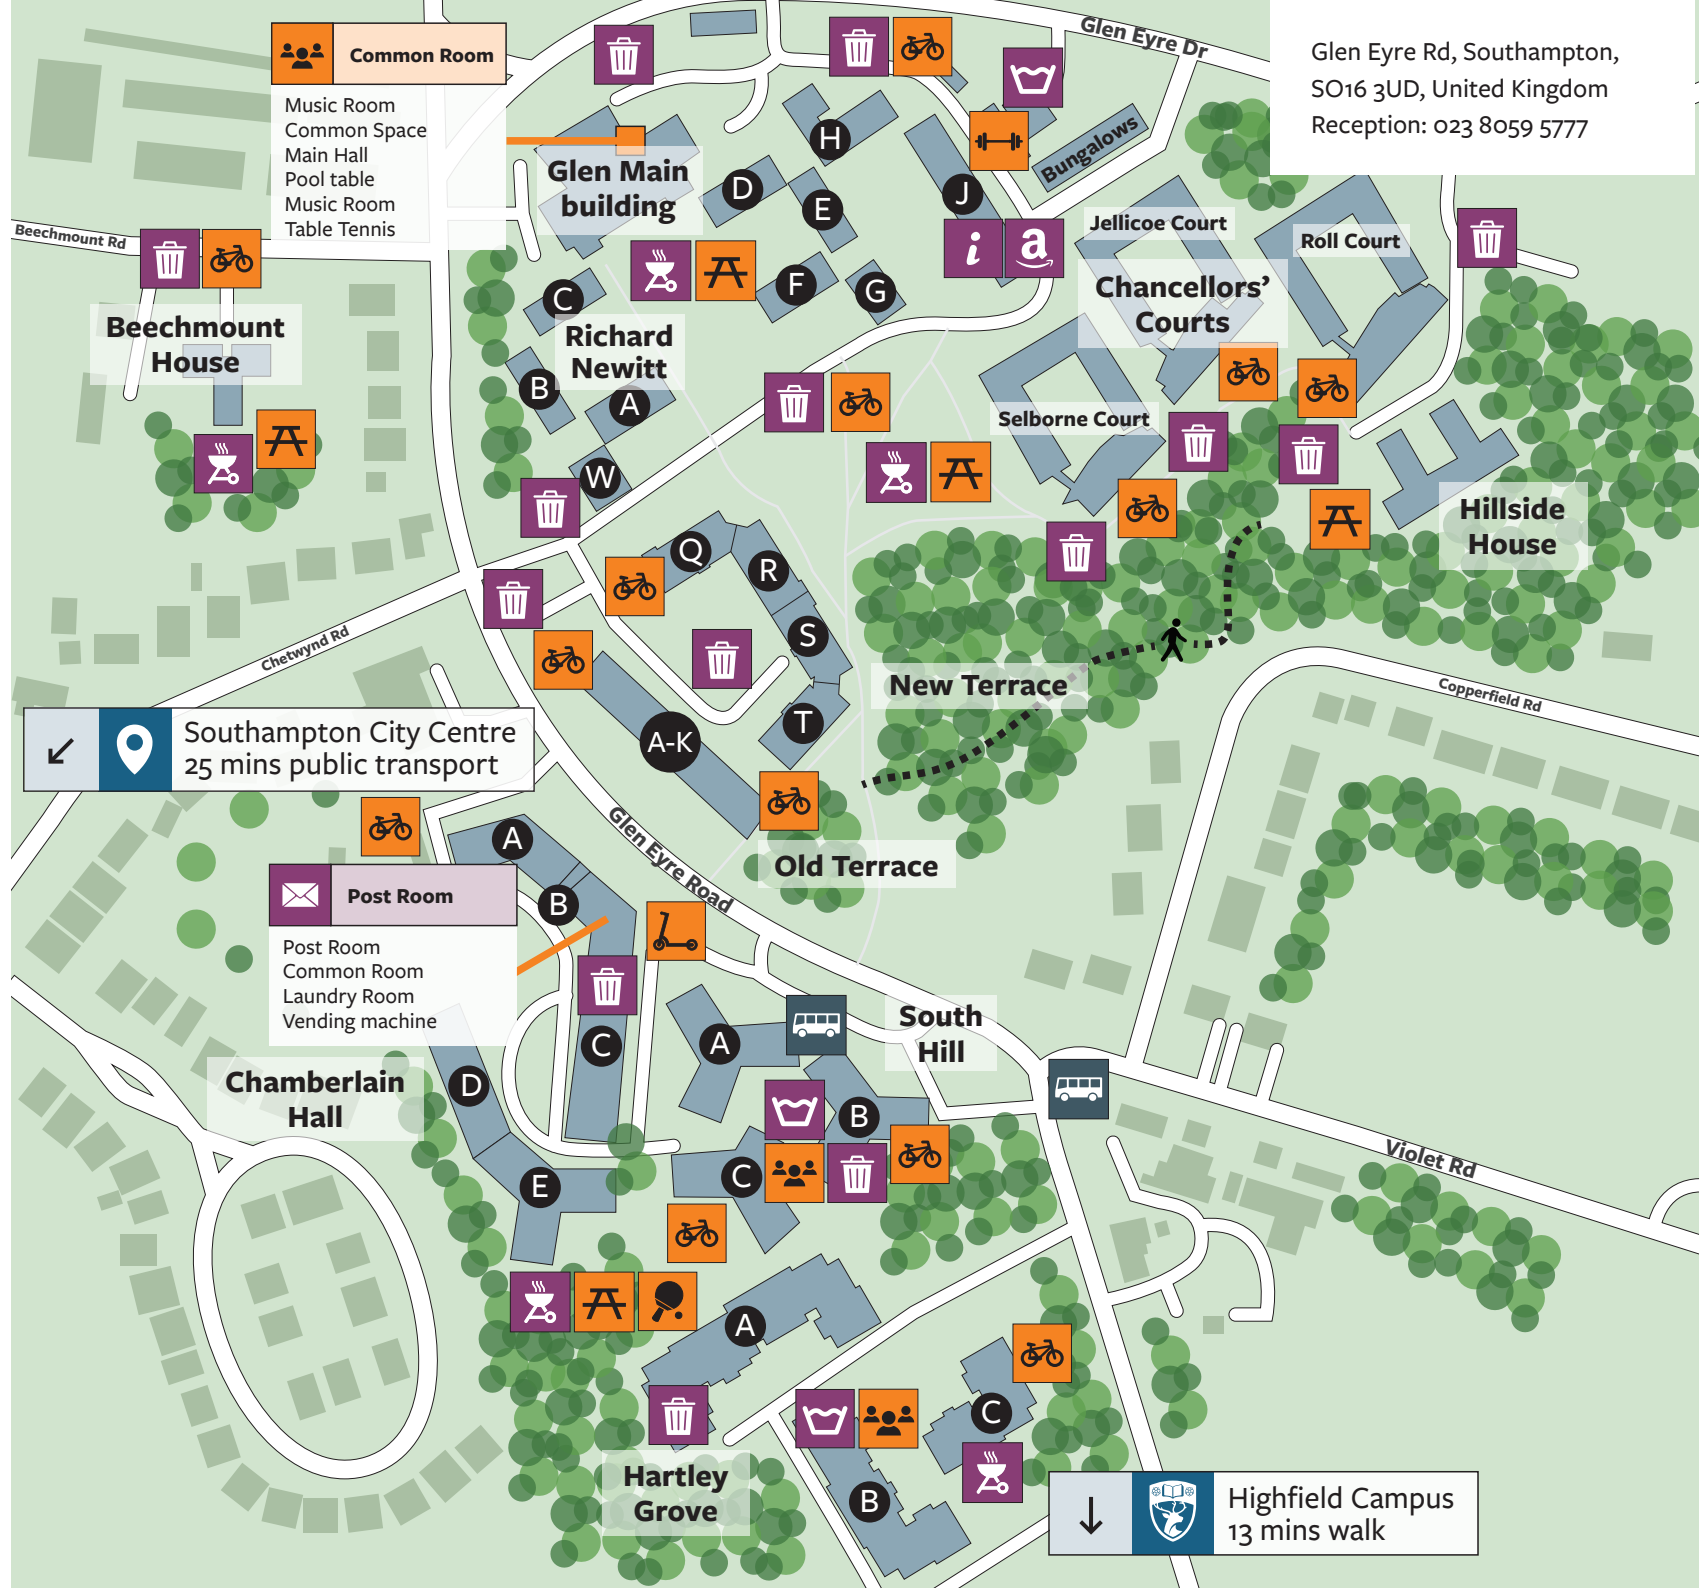 Glen Eyre Dr
Glen Eyre Rd, Southampton,
SO16 3UD, United Kingdom
Reception: 023 8059 5777
Common Room
Music Room
Common Space
Main Hall
Pool table
Music Room
Table Tennis
Beechmount Rd
Beechmount
House
Glen Main
building
H
D
E
J
Bungalows
i
a
F
G
C
Richard
Newitt
B
A
W
Jellicoe Court
Roll Court
Chancellors'
Courts
Selborne Court
Hillside
House
Q
R
S
T
A-K
Chetwynd Rd
New Terrace
Copperfield Rd
Southampton City Centre
25 mins public transport
Old Terrace
Glen Eyre Road
A
B
Post Room
Post Room
Common Room
Laundry Room
Vending machine
C
D
E
Chamberlain
Hall
South
Hill
A
B
C
Violet Rd
A
C
B
Hartley
Grove
Highfield Campus
13 mins walk